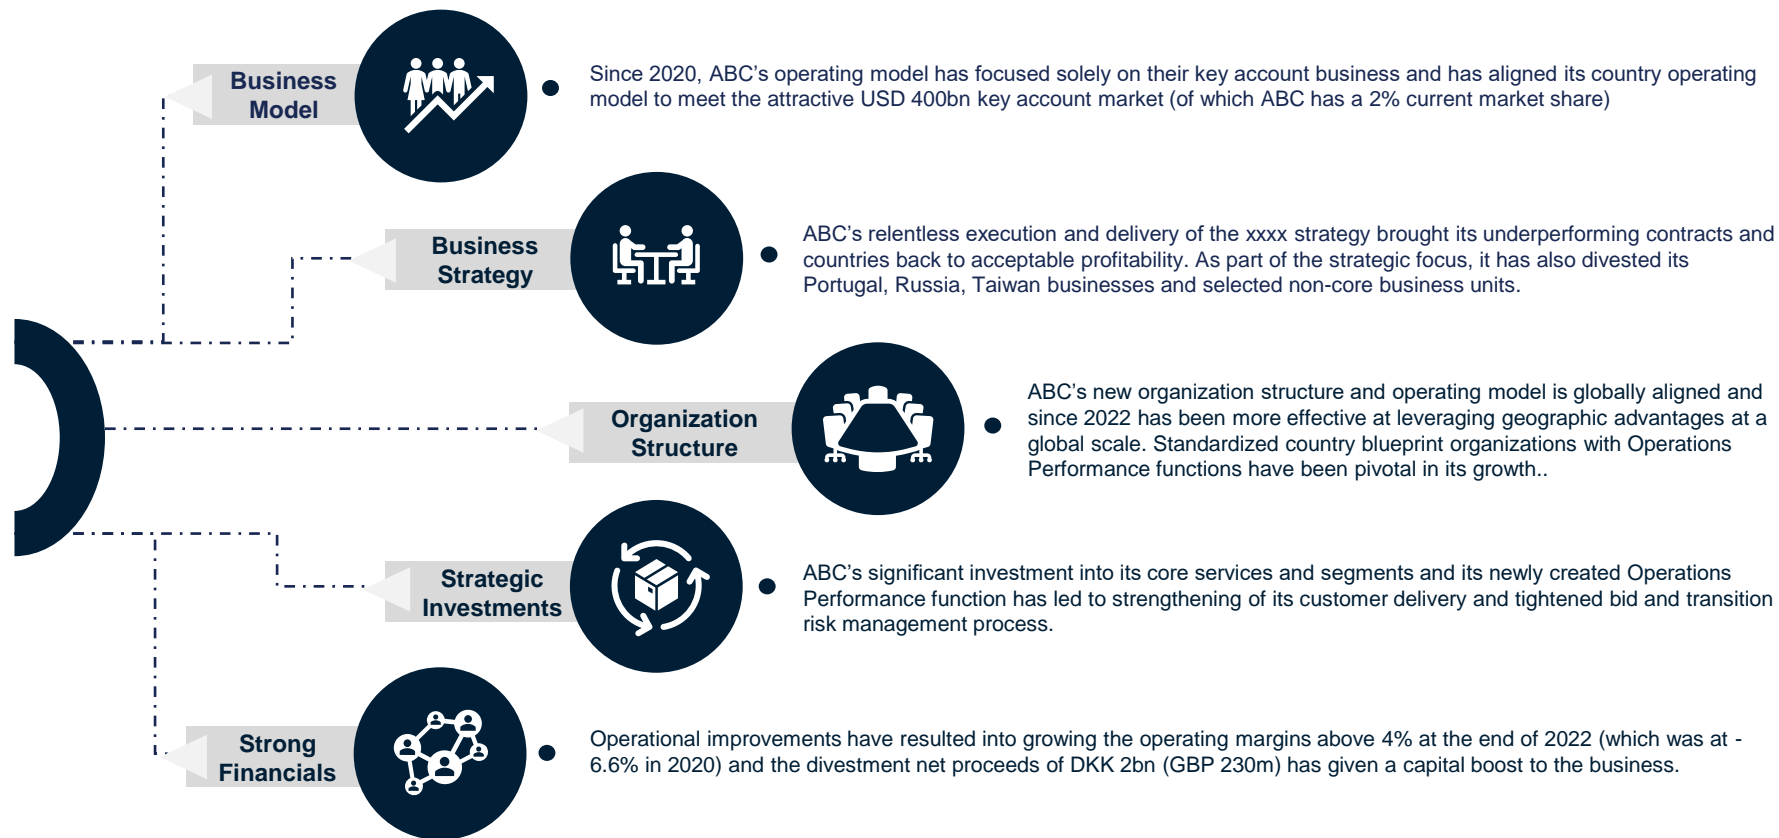 Business
Model
Since 2020, ABC’s operating model has focused solely on their key account business and has aligned its country operating
model to meet the attractive USD 400bn key account market (of which ABC has a 2% current market share)
Business
Strategy
ABC’s relentless execution and delivery of the xxxx strategy brought its underperforming contracts and
countries back to acceptable profitability. As part of the strategic focus, it has also divested its
Portugal, Russia, Taiwan businesses and selected non-core business units.
Organization
Structure
ABC’s new organization structure and operating model is globally aligned and
since 2022 has been more effective at leveraging geographic advantages at a
global scale. Standardized country blueprint organizations with Operations
Performance functions have been pivotal in its growth..
Strategic
Investments
ABC’s significant investment into its core services and segments and its newly created Operations
Performance function has led to strengthening of its customer delivery and tightened bid and transition
risk management process.
Strong
Financials
Operational improvements have resulted into growing the operating margins above 4% at the end of 2022 (which was at -
6.6% in 2020) and the divestment net proceeds of DKK 2bn (GBP 230m) has given a capital boost to the business.